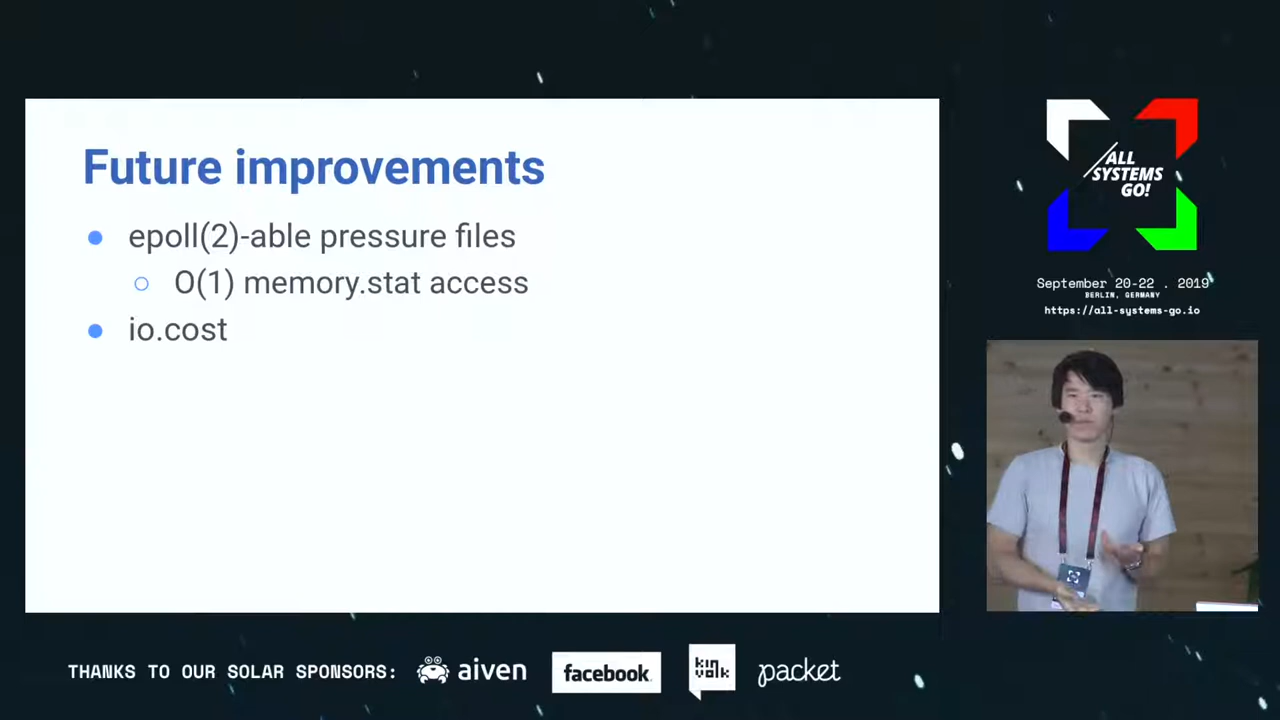 Future improvements
epoll(2)-able pressure files
O(1) memory.stat access
io.cost
ALL
SYSTEMS
GO!
September 20-22 . 2019
BERLIN, GERMANY
https://all-systems-go.io
THANKS TO OUR SOLAR SPONSORS:
aiven
facebook.
kinvolk
packet